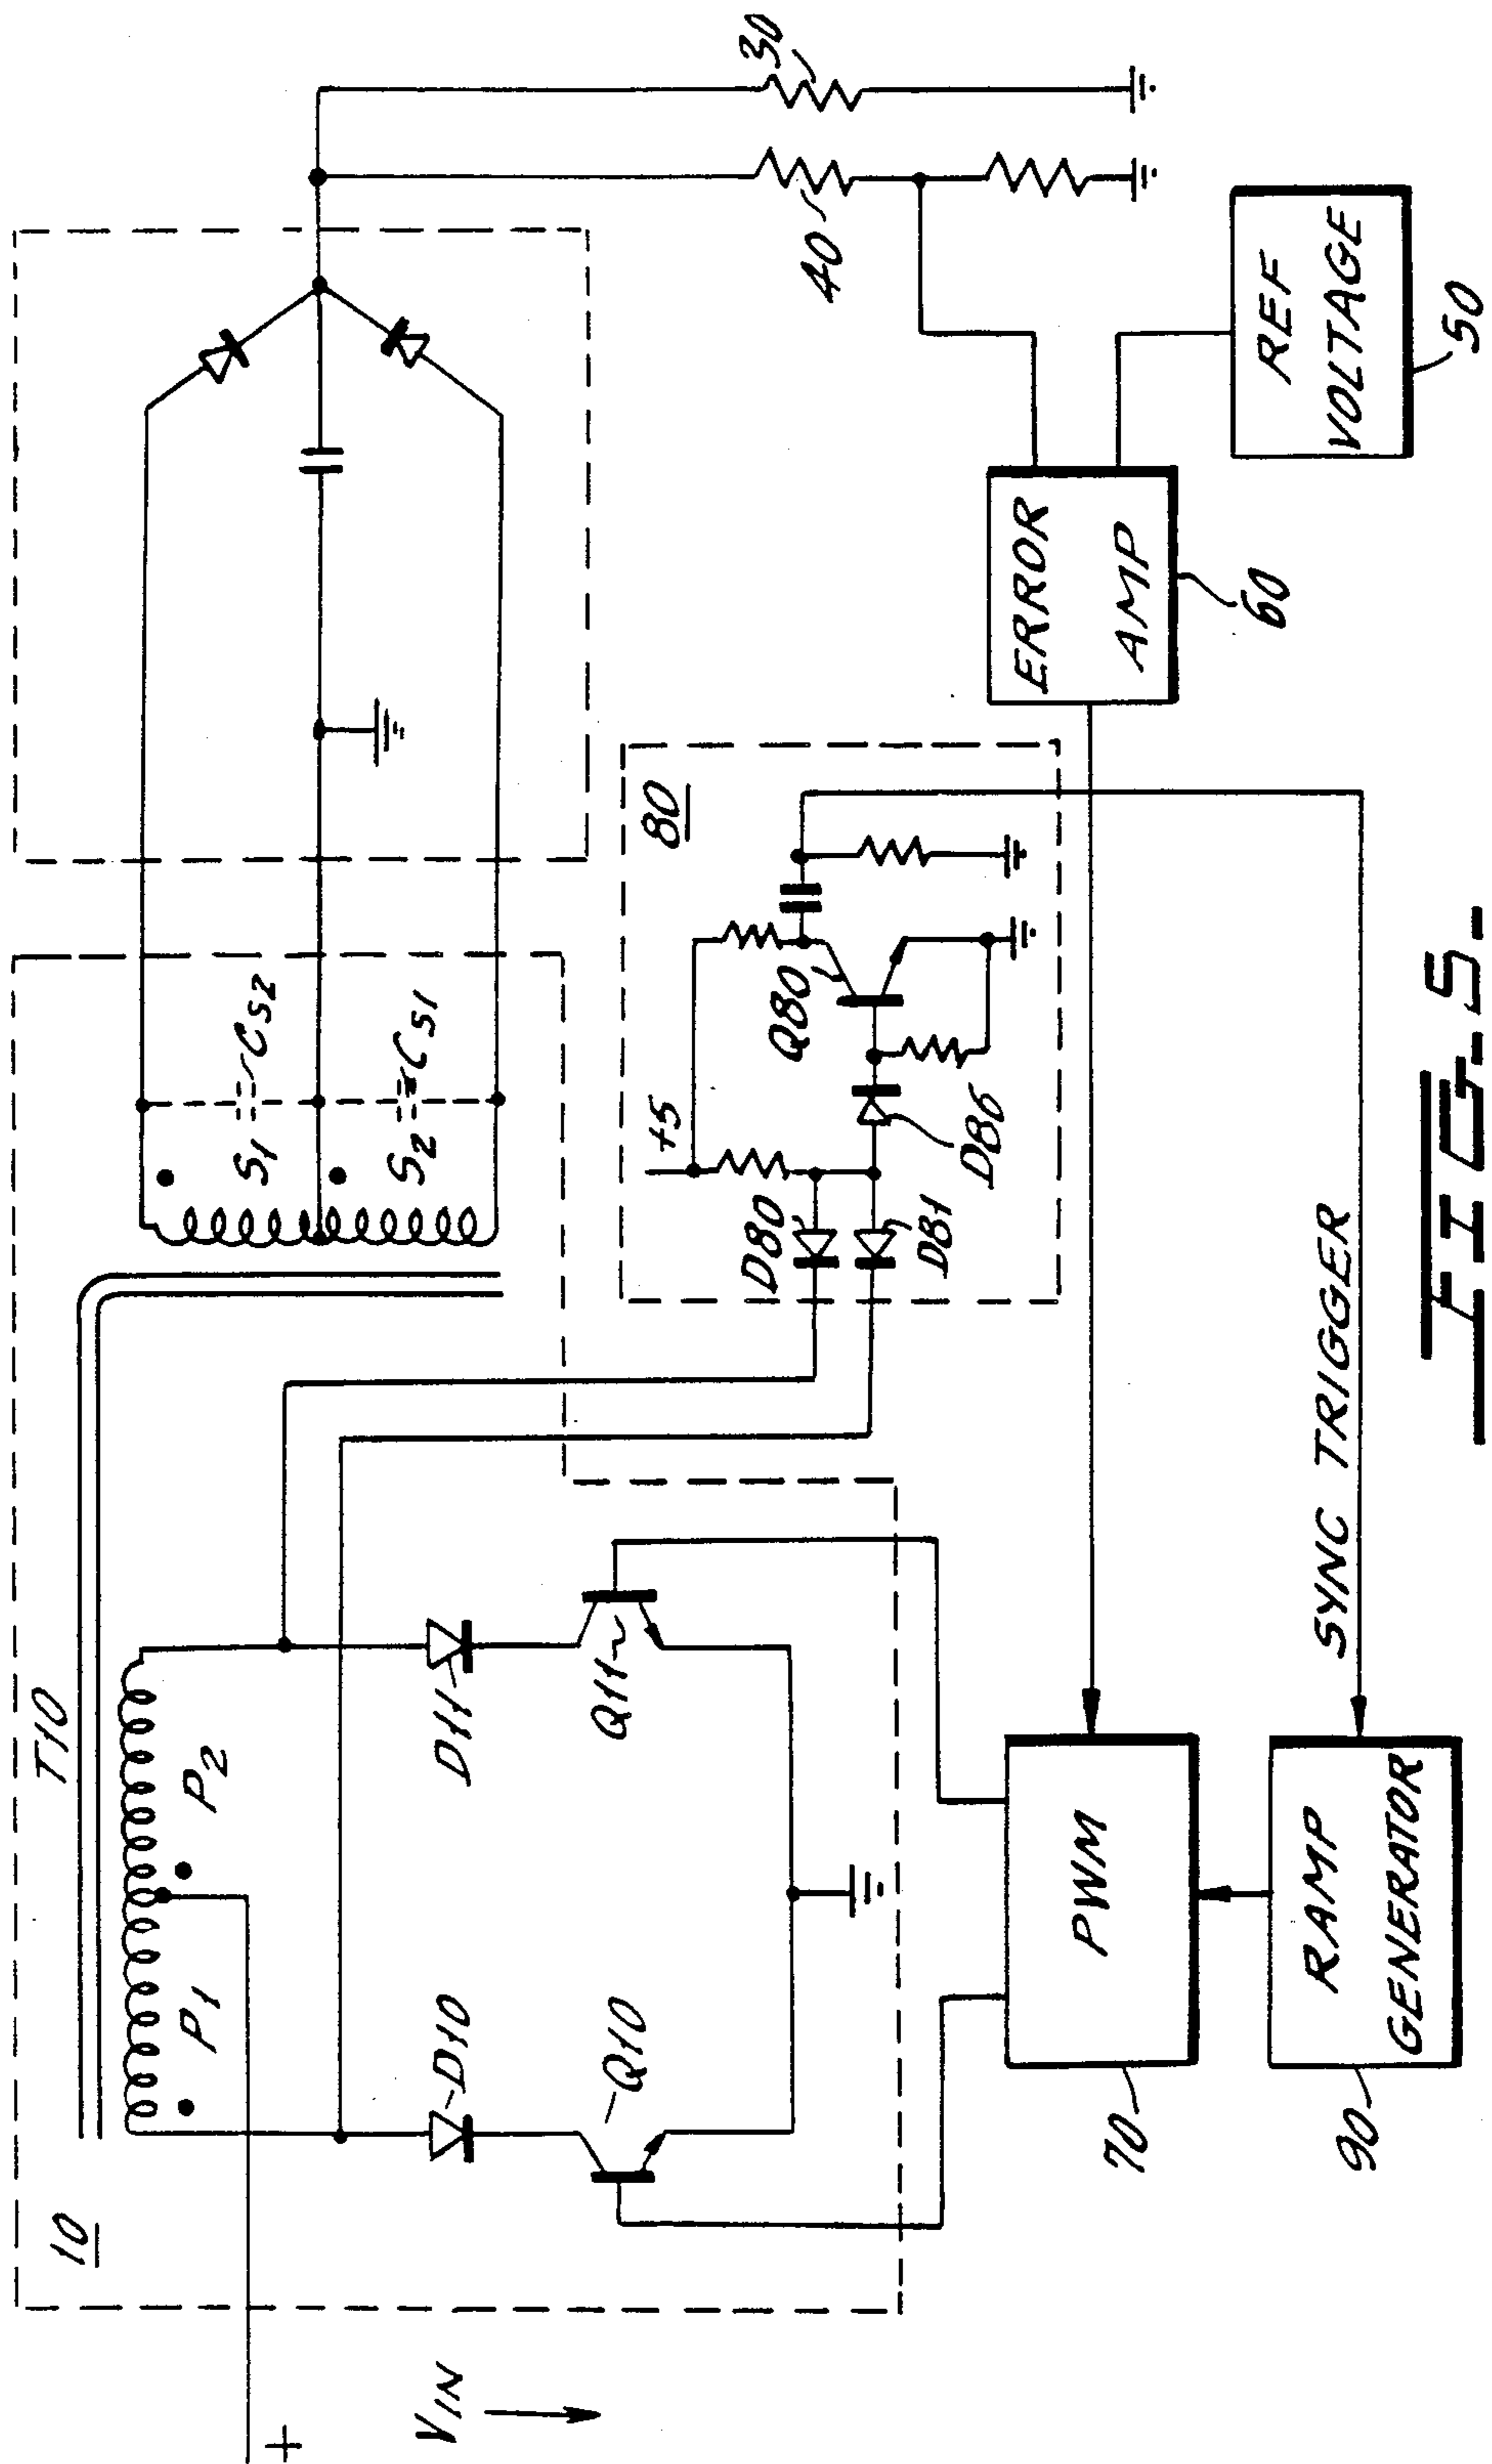 10
T10
P1
P2
S1
CS2
S2
CS1
+
VIN
D10
D11
Q10
Q11
80
+5
D80
D81
D86
Q80
30
40
PWM
70
ERROR
AMP
60
REF
VOLTAGE
50
RAMP
GENERATOR
90
SYNC TRIGGER
FIG-5-